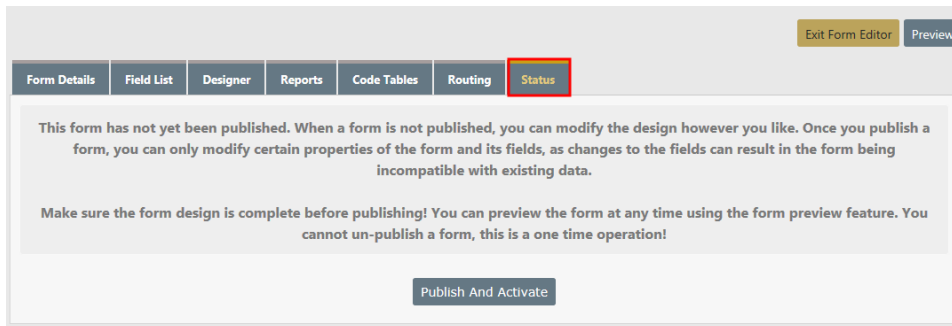 Exit Form Editor Preview
Form Details Field List Designer Reports Code Tables Routing Status
This form has not yet been published. When a form is not published, you can modify the design however you like. Once you publish a
form, you can only modify certain properties of the form and its fields, as changes to the fields can result in the form being
incompatible with existing data.
Make sure the form design is complete before publishing! You can preview the form at any time using the form preview feature. You
cannot un-publish a form, this is a one time operation!
Publish And Activate